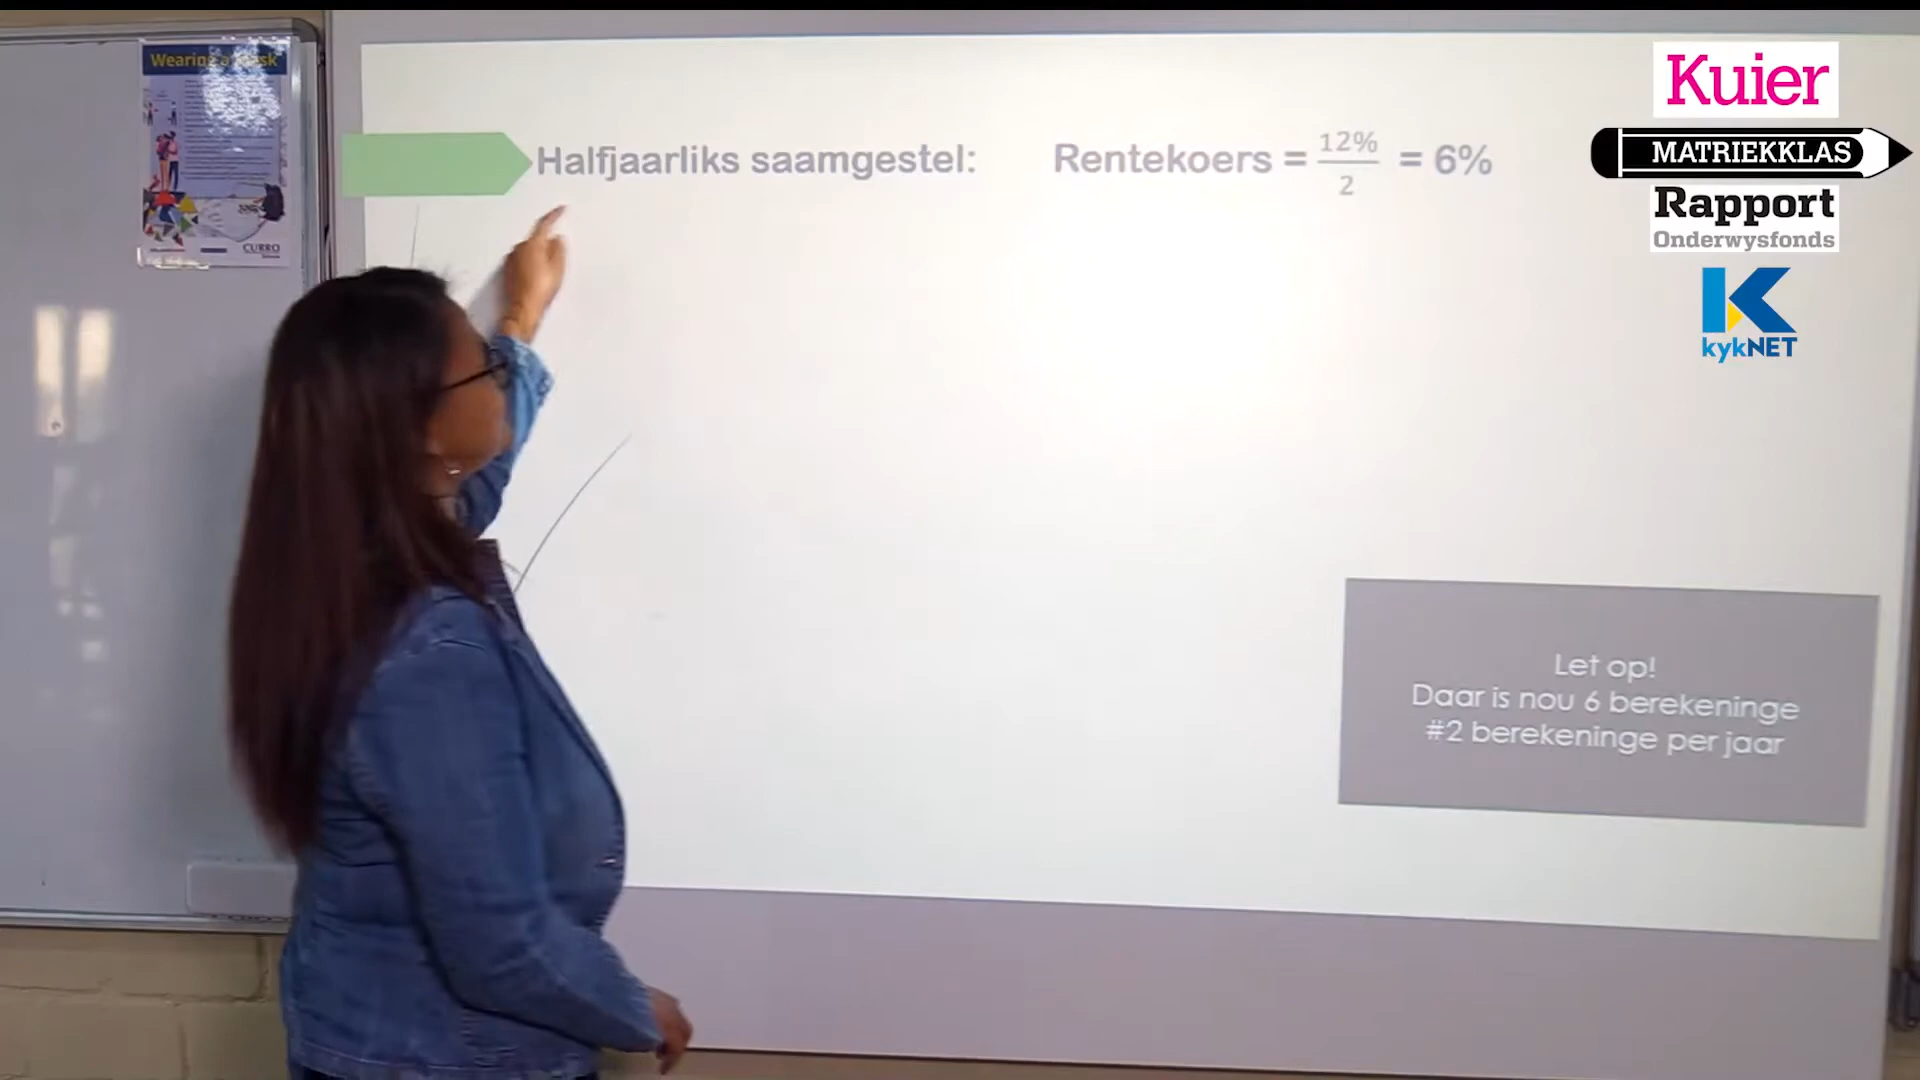 Wearing a mask
CURRO
Halfjaarliks saamgestel:
Rentekoers = 12%/2 = 6%
Let op!
Daar is nou 6 berekeninge
#2 berekeninge per jaar
Kuier
MATRIEKKLAS
Rapport
Onderwysfonds
kykNET